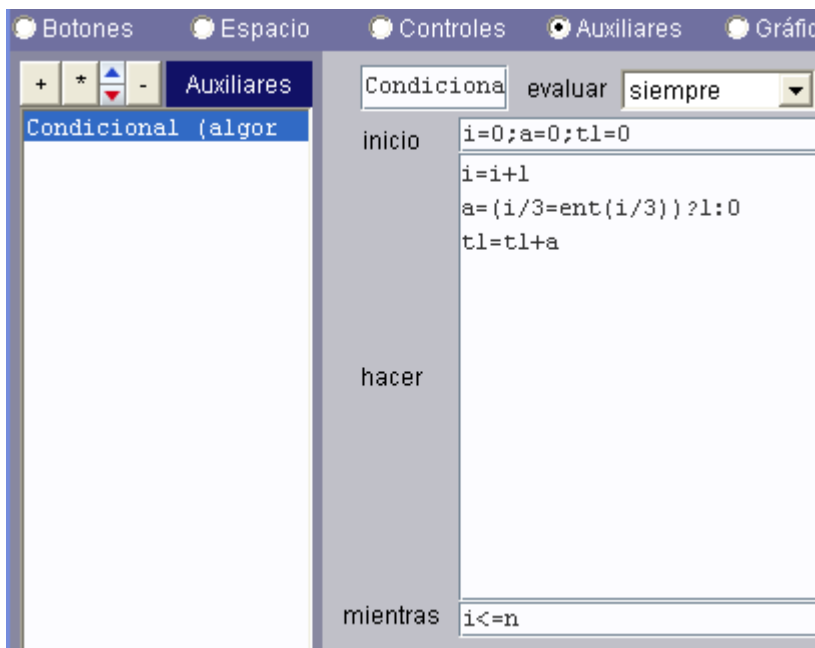 Botones Espacio Controles Auxiliares Gráfic
+ * - Auxiliares Condiciona evaluar siempre
Condicional (algor
inicio i=0;a=0;t1=0
i=i+1
a=(i/3=ent(i/3))?1:0
t1=t1+a
hacer
mientras i<=n